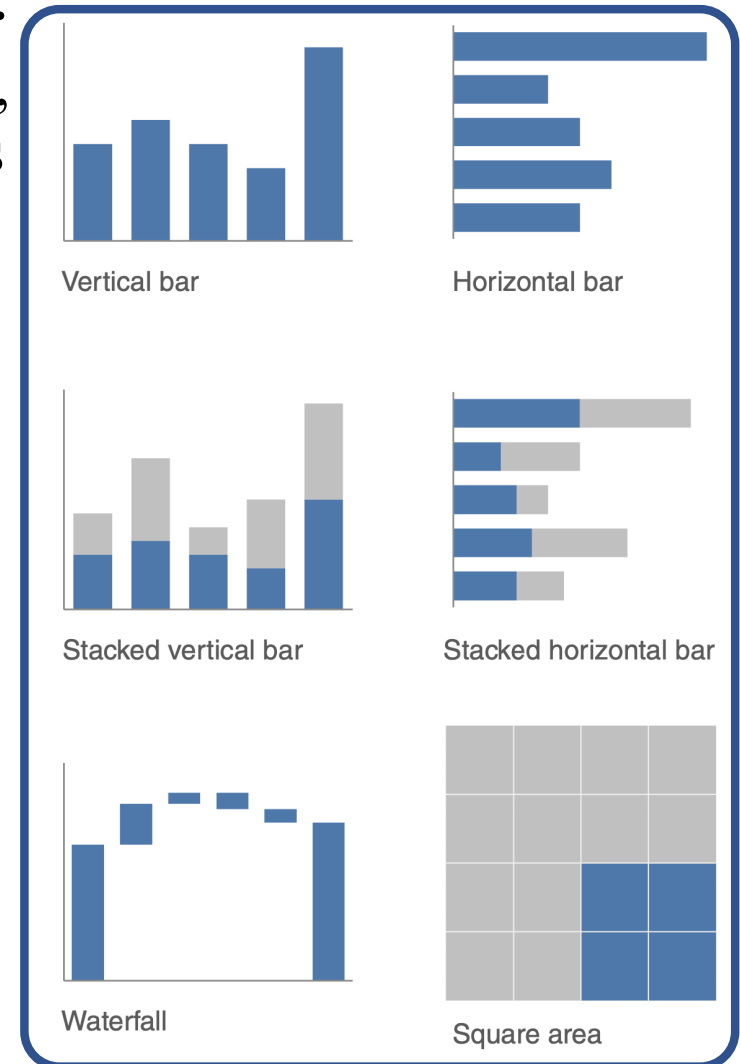 Vertical bar
Horizontal bar
Stacked vertical bar
Stacked horizontal bar
Waterfall
Square area